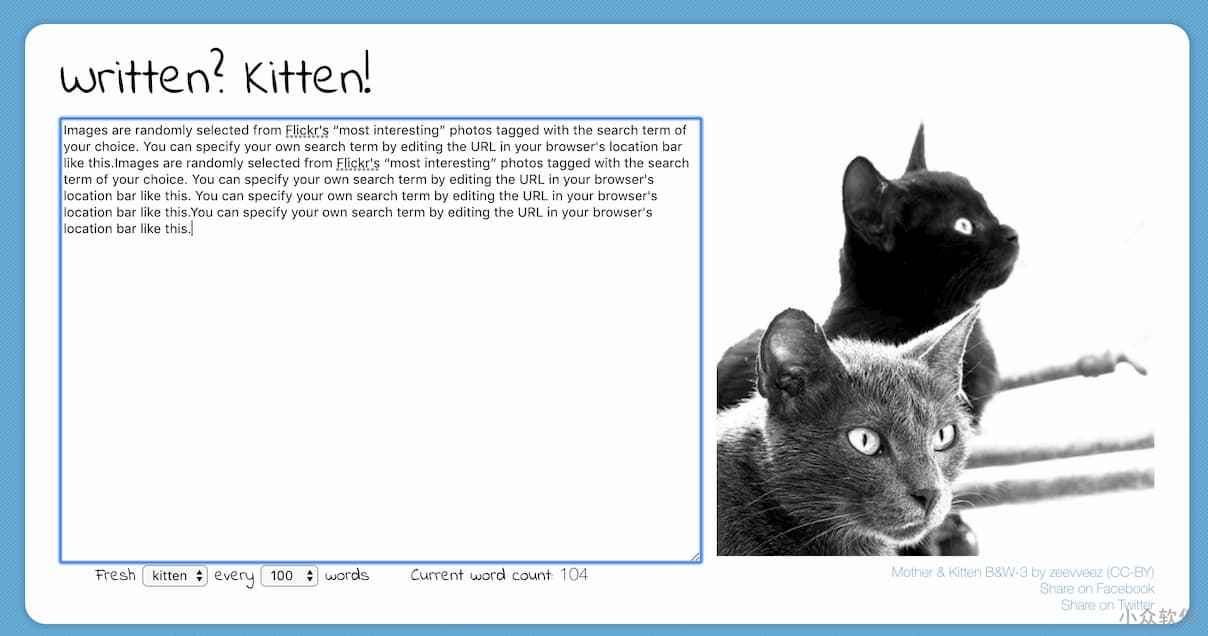 Written? Kitten!
Images are randomly selected from Flickr's “most interesting” photos tagged with the search term of
your choice. You can specify your own search term by editing the URL in your browser's location bar
like this.Images are randomly selected from Flickr's “most interesting” photos tagged with the search
term of your choice. You can specify your own search term by editing the URL in your browser's
location bar like this. You can specify your own search term by editing the URL in your browser's
location bar like this.You can specify your own search term by editing the URL in your browser's
location bar like this.
Fresh kitten every 100 words Current word count: 104
Mother & Kitten B&W-3 by zeevveez (CC-BY)
Share on Facebook
Share on Twitter
小众软件